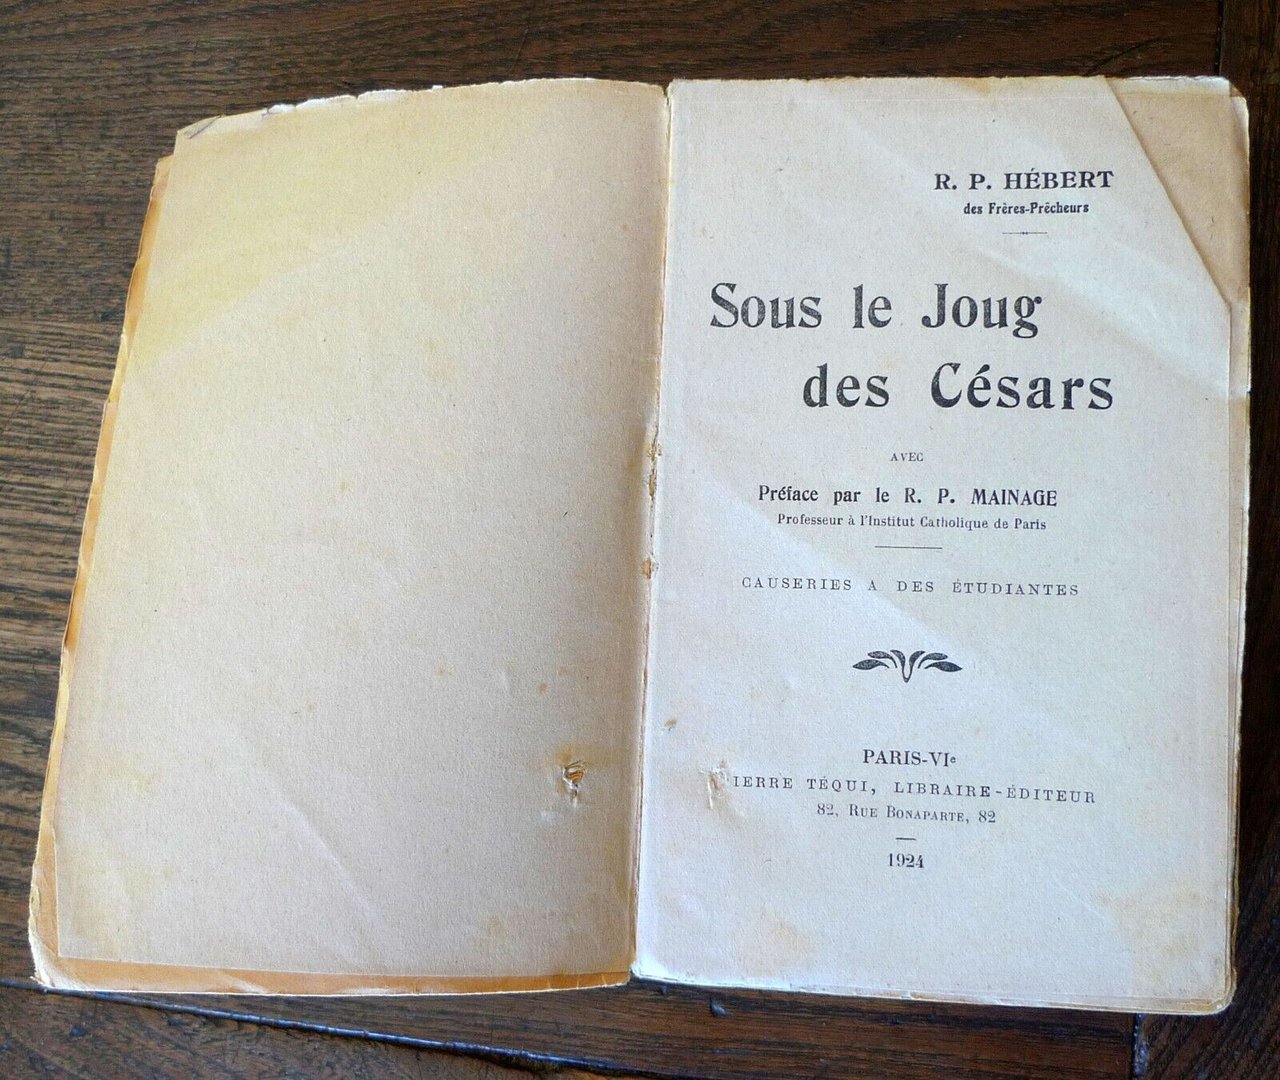 R. P. HÉBERT
des Frères-Prêcheurs
Sous le Joug
des Césars
AVEC
Préface par le R. P. MAINAGE
Professeur à l'Institut Catholique de Paris
CAUSERIES A DES ÉTUDIANTES
PARIS-VIe
IERRE TÉQUI, LIBRAIRE-ÉDITEUR
82, RUE BONAPARTE, 82
1924